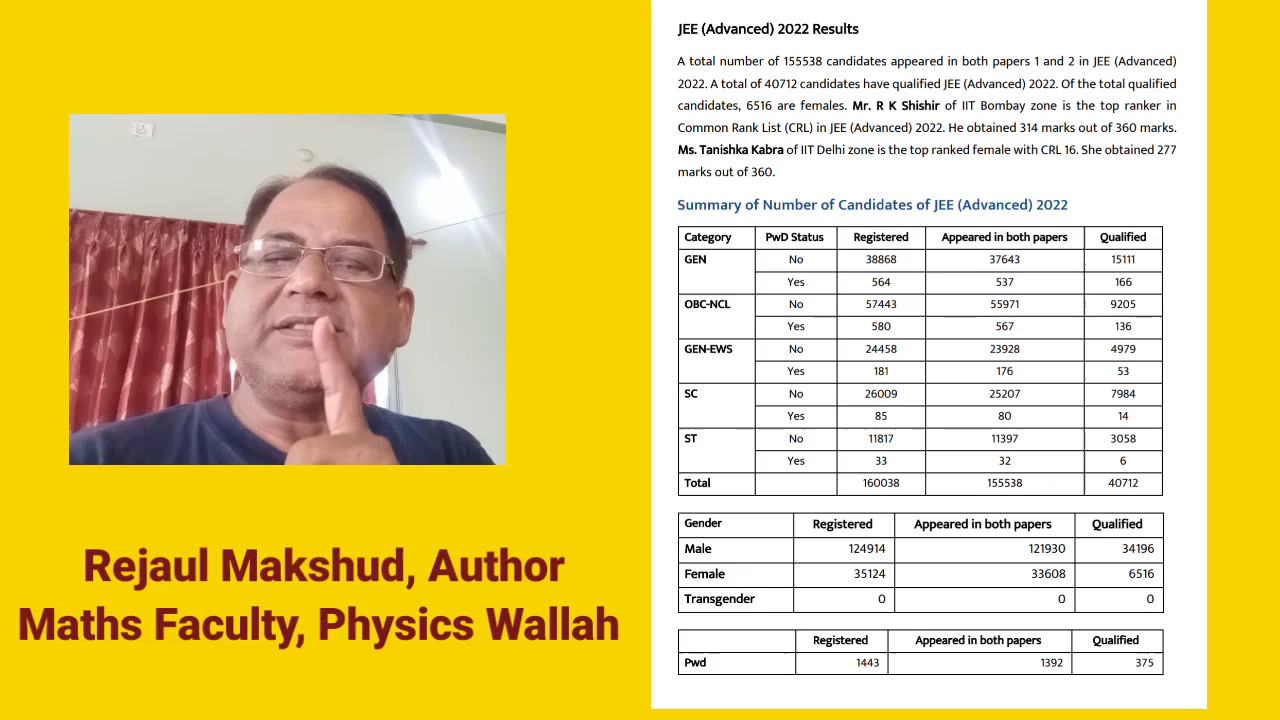 Rejaul Makshud, Author
Maths Faculty, Physics Wallah
JEE (Advanced) 2022 Results
A total number of 155538 candidates appeared in both papers 1 and 2 in JEE (Advanced)
2022. A total of 40712 candidates have qualified JEE (Advanced) 2022. Of the total qualified
candidates, 6516 are females. Mr. R K Shishir of IIT Bombay zone is the top ranker in
Common Rank List (CRL) in JEE (Advanced) 2022. He obtained 314 marks out of 360 marks.
Ms. Tanishka Kabra of IIT Delhi zone is the top ranked female with CRL 16. She obtained 277
marks out of 360.
Summary of Number of Candidates of JEE (Advanced) 2022
Category PwD Status Registered Appeared in both papers Qualified
GEN No 38868 37643 15111
Yes 564 537 166
OBC-NCL No 57443 55971 9205
Yes 580 567 136
GEN-EWS No 24458 23928 4979
Yes 181 176 53
SC No 26009 25207 7984
Yes 85 80 14
ST No 11817 11397 3058
Yes 33 32 6
Total 160038 155538 40712
Gender Registered Appeared in both papers Qualified
Male 124914 121930 34196
Female 35124 33608 6516
Transgender 0 0 0
Registered Appeared in both papers Qualified
Pwd 1443 1392 375